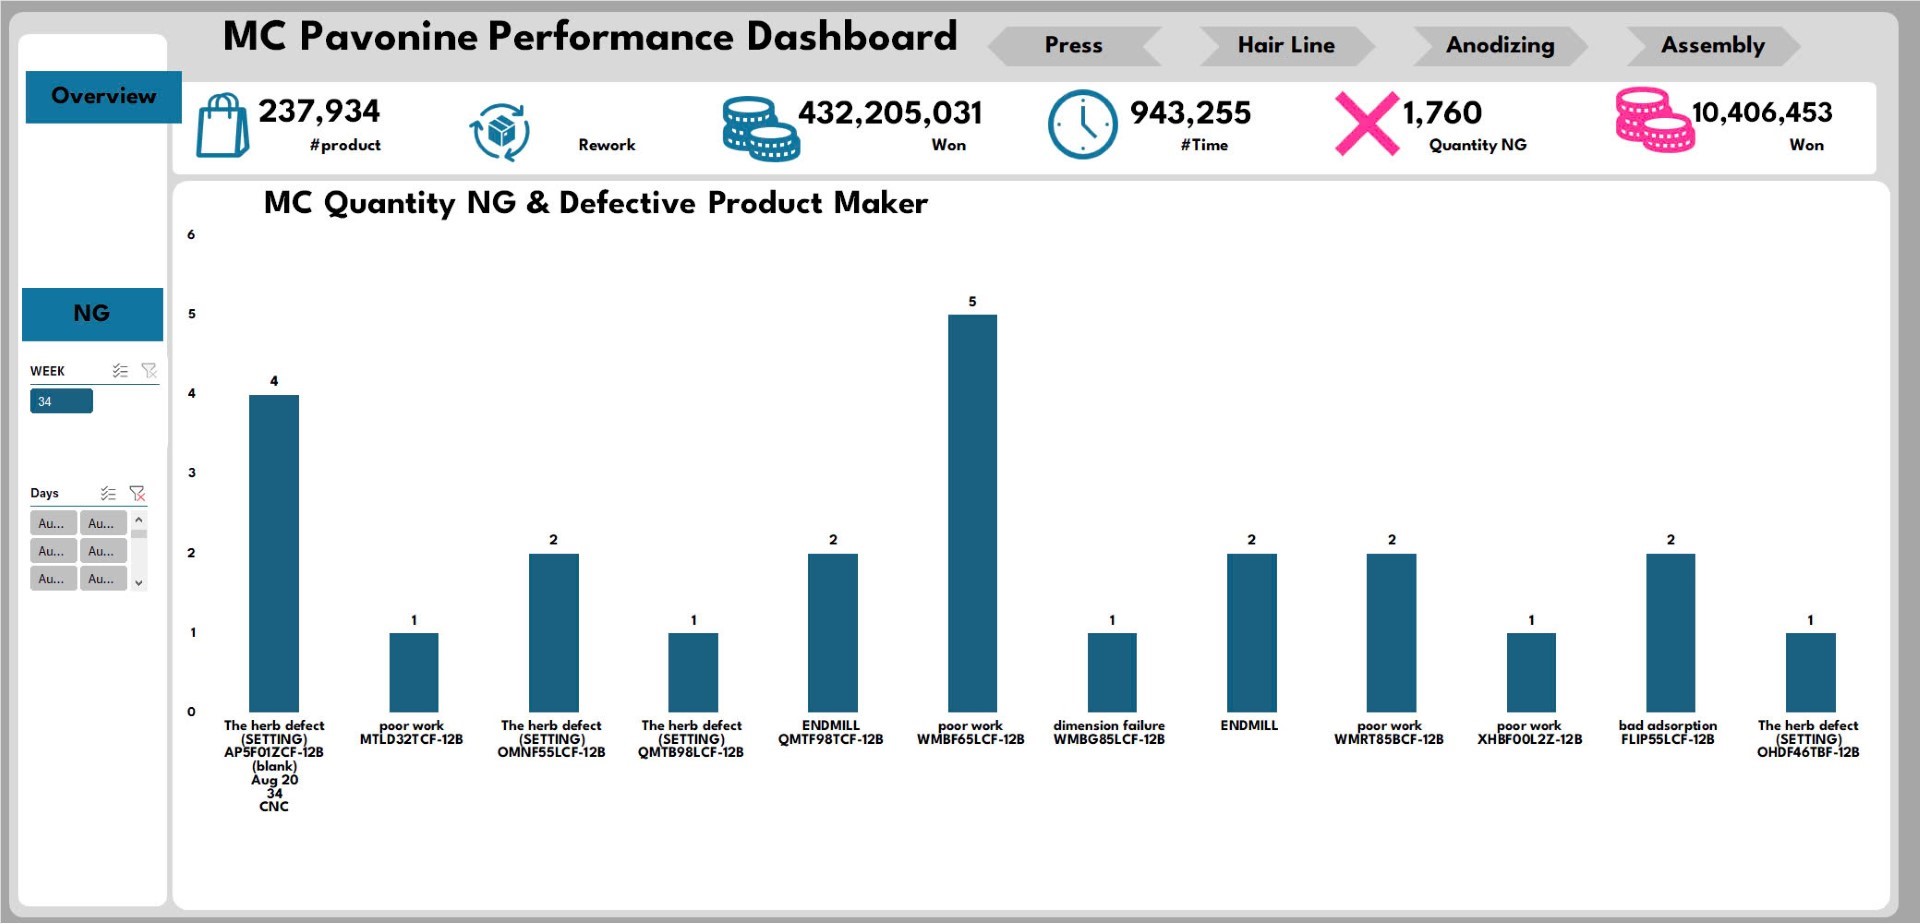 MC Pavonine Performance Dashboard
Press
Hair Line
Anodizing
Assembly
Overview
237,934
#product
Rework
432,205,031
Won
943,255
#Time
1,760
Quantity NG
10,406,453
Won
MC Quantity NG & Defective Product Maker
NG
WEEK
34
Days
Au... Au...
Au... Au...
Au... Au...
6
5
4
3
2
1
0
4
1
2
1
2
5
1
2
2
1
2
1
The herb defect
(SETTING)
AP5F01ZCF-12B
(blank)
Aug 20
34
CNC
poor work
MTLD32TCF-12B
The herb defect
(SETTING)
OMNF55LCF-12B
The herb defect
(SETTING)
QMTB98LCF-12B
ENDMILL
QMTF98TCF-12B
poor work
WMBF65LCF-12B
dimension failure
WMBG85LCF-12B
ENDMILL
poor work
WMRT85BCF-12B
poor work
XHBF00L2Z-12B
bad adsorption
FLIP55LCF-12B
The herb defect
(SETTING)
OHDF46TBF-12B